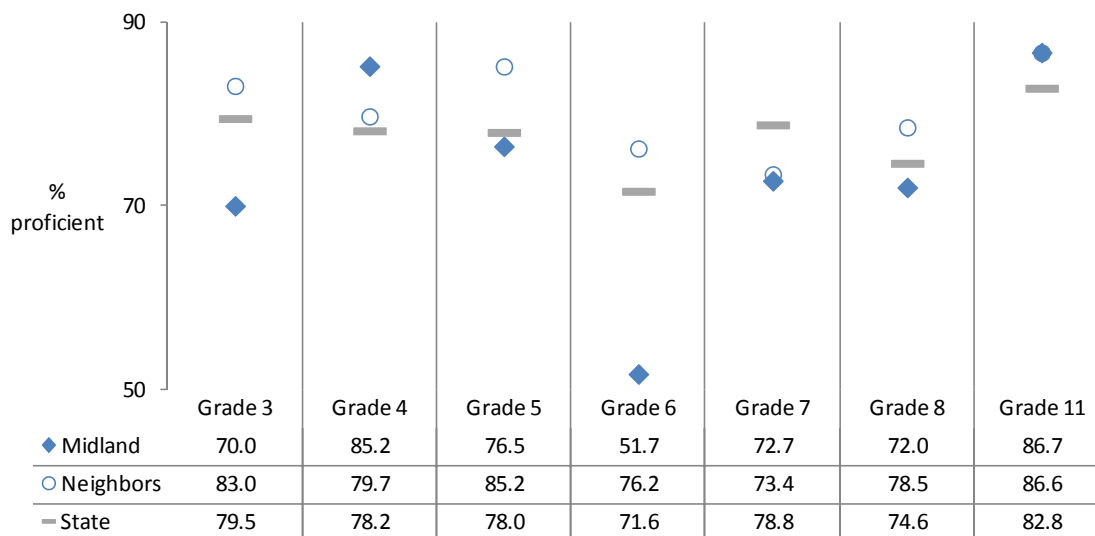 90
%
proficient
70
50
Grade 3 Grade 4 Grade 5 Grade 6 Grade 7 Grade 8 Grade 11
Midland 70.0 85.2 76.5 51.7 72.7 72.0 86.7
Neighbors 83.0 79.7 85.2 76.2 73.4 78.5 86.6
State 79.5 78.2 78.0 71.6 78.8 74.6 82.8